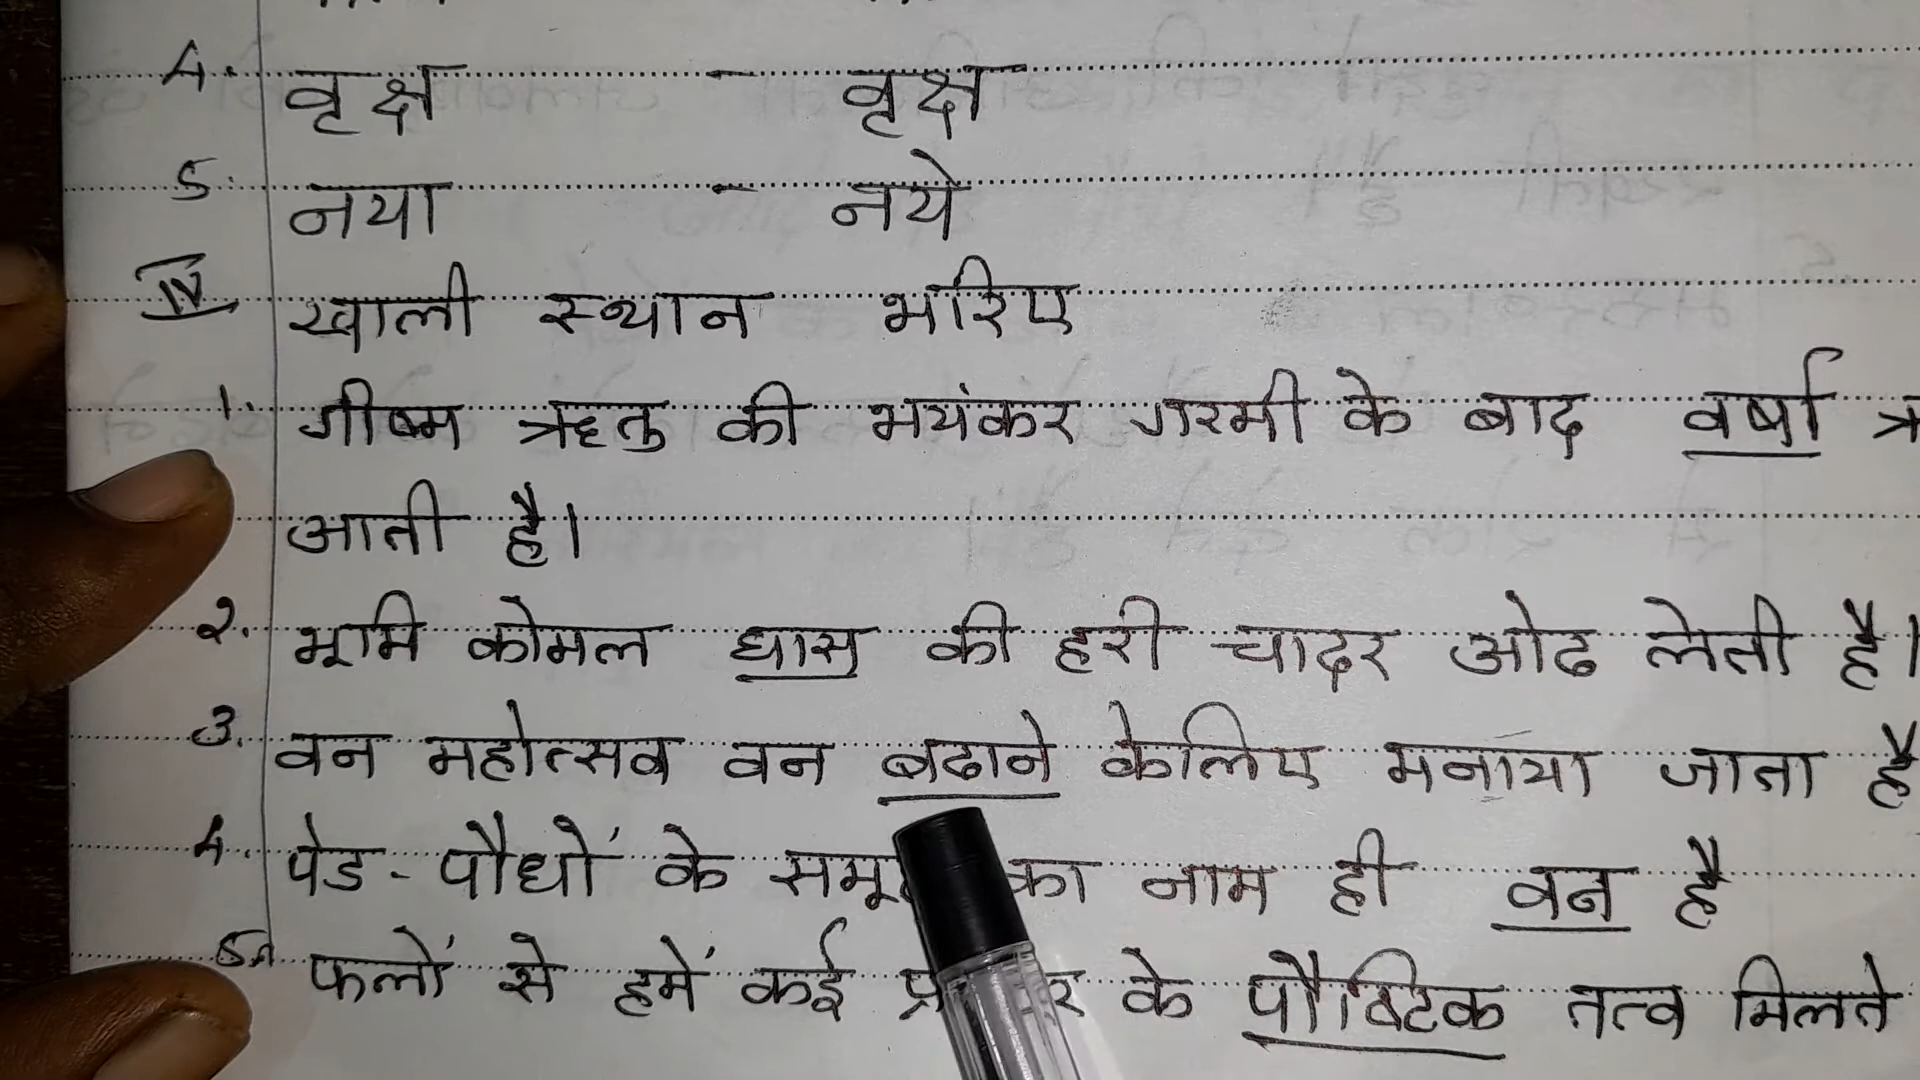 4. वृक्ष - वृक्ष
5. नया - नये
IV खाली स्थान भरिए
1. गीष्म ऋतु की भयंकर गरमी के बाद वर्षा
आती है।
2. भूमि कोमल घास की हरी चादर ओढ लेती है।
3. वन महोत्सव वन बढाने केलिए मनाया जाता है
4. पेड - पौधों के का नाम ही वन है
5. फलों से हमें कई के पौष्टिक तत्व मिलते